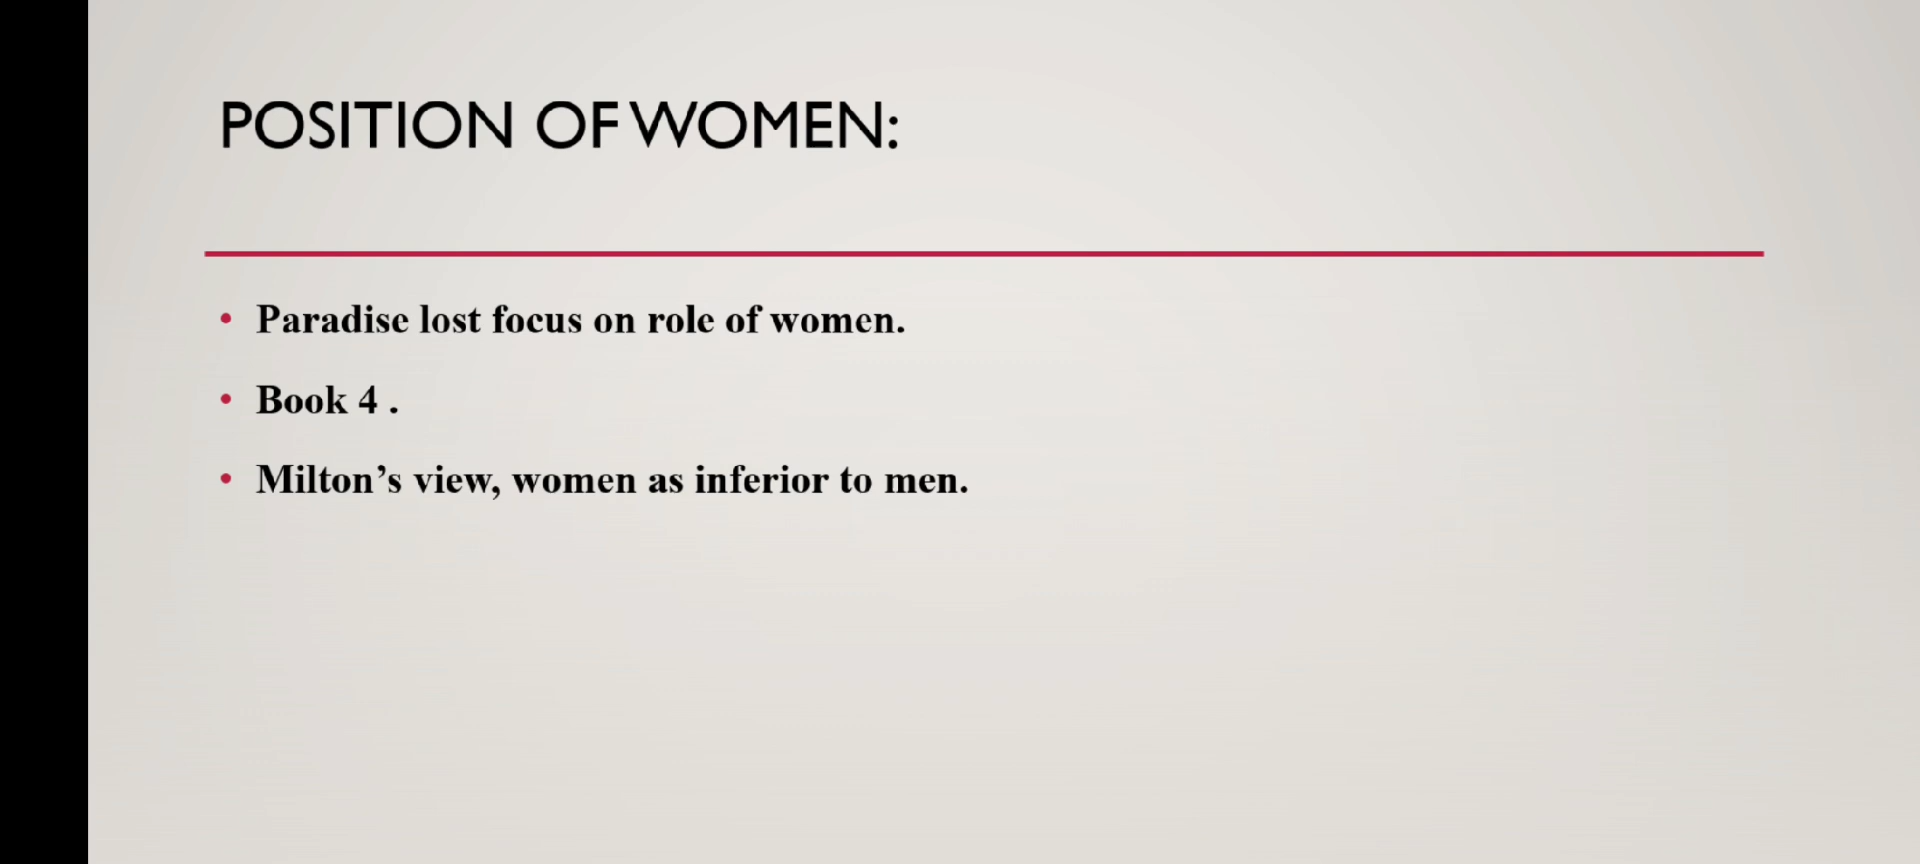 POSITION OF WOMEN:
• Paradise lost focus on role of women.
• Book 4 .
• Milton’s view, women as inferior to men.